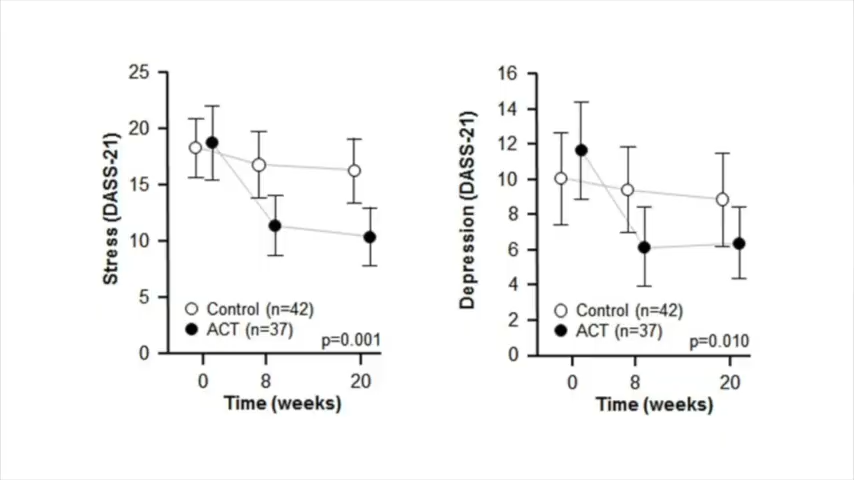 25
20
15
10
5
0
Stress (DASS-21)
Control (n=42)
ACT (n=37)
p=0.001
0 8 20
Time (weeks)
16
14
12
10
8
6
4
2
0
Depression (DASS-21)
Control (n=42)
ACT (n=37)
p=0.010
0 8 20
Time (weeks)